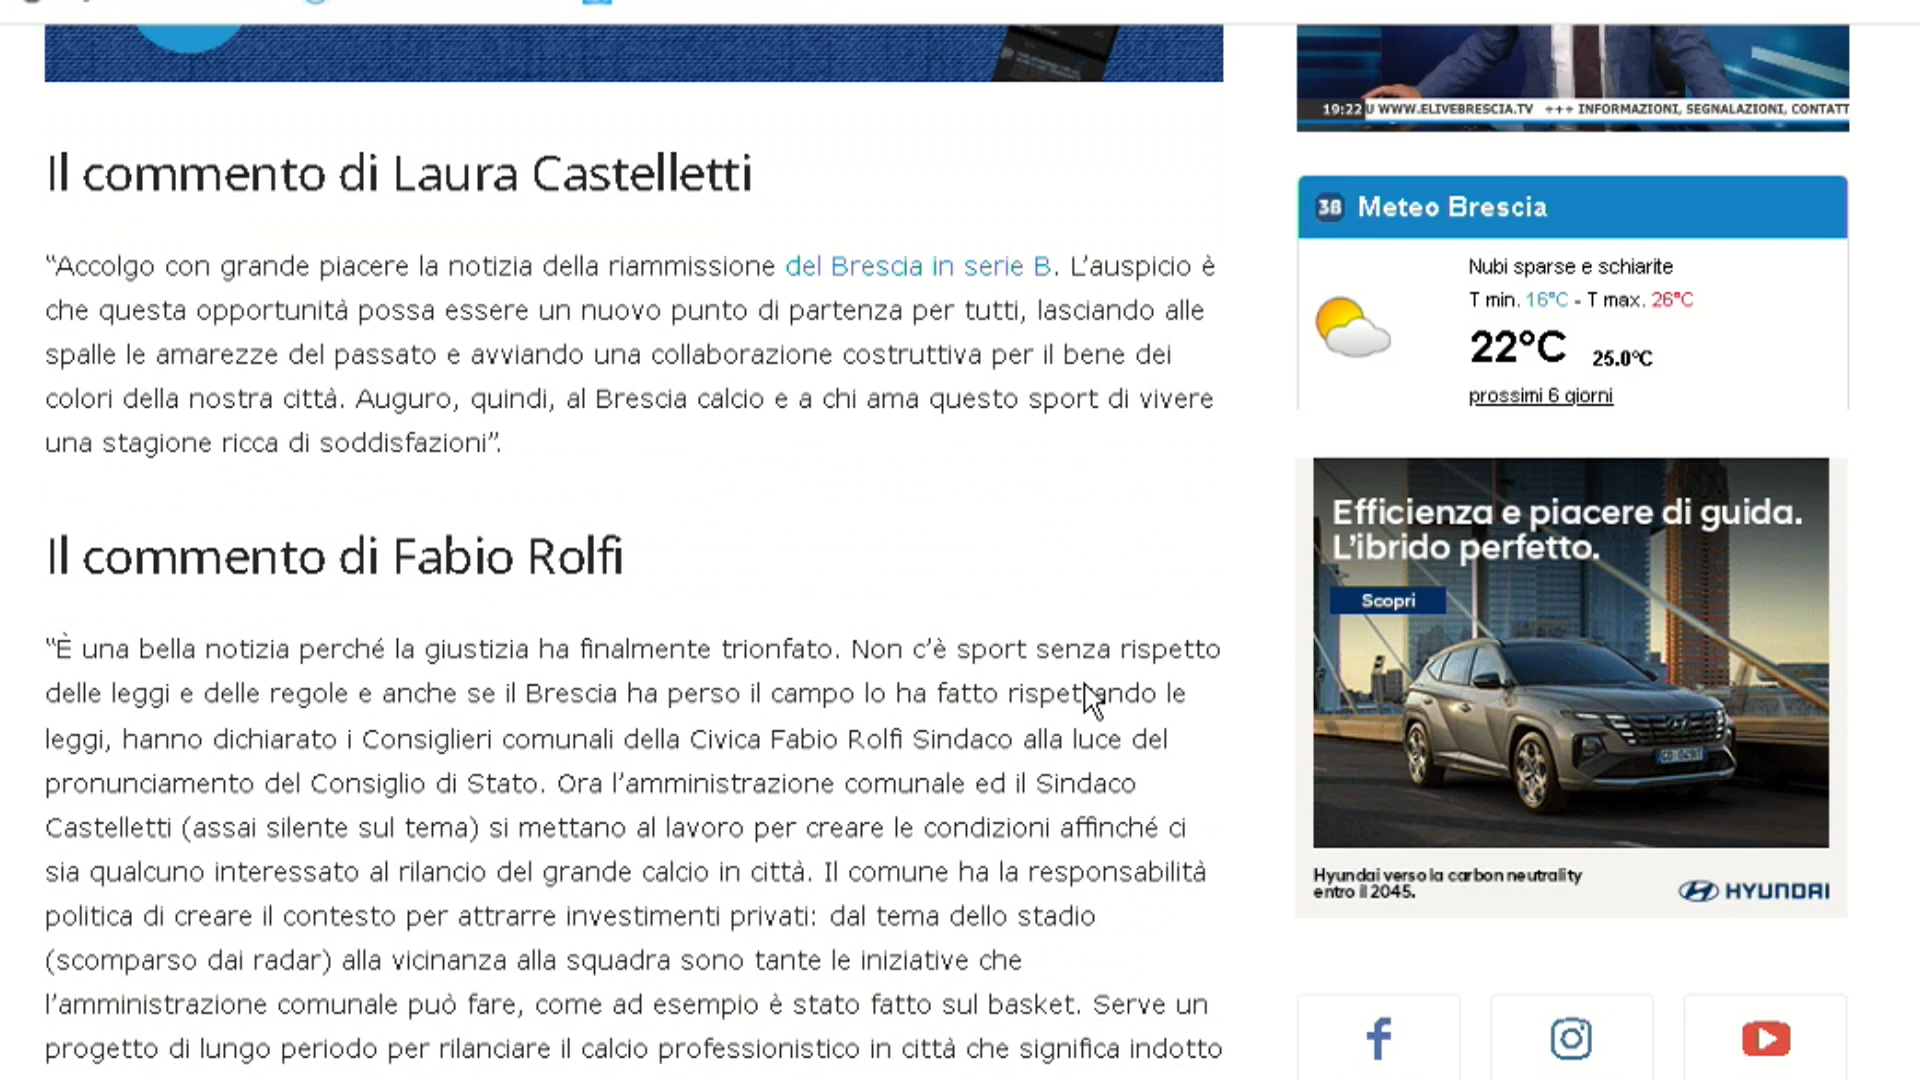 Il commento di Laura Castelletti
“Accolgo con grande piacere la notizia della riammissione del Brescia in serie B. L’auspicio è
che questa opportunità possa essere un nuovo punto di partenza per tutti, lasciando alle
spalle le amarezze del passato e avviando una collaborazione costruttiva per il bene dei
colori della nostra città. Auguro, quindi, al Brescia calcio e a chi ama questo sport di vivere
una stagione ricca di soddisfazioni”.
Il commento di Fabio Rolfi
“È una bella notizia perché la giustizia ha finalmente trionfato. Non c’è sport senza rispetto
delle leggi e delle regole e anche se il Brescia ha perso il campo lo ha fatto rispettando le
leggi, hanno dichiarato i Consiglieri comunali della Civica Fabio Rolfi Sindaco alla luce del
pronunciamento del Consiglio di Stato. Ora l’amministrazione comunale ed il Sindaco
Castelletti (assai silente sul tema) si mettano al lavoro per creare le condizioni affinché ci
sia qualcuno interessato al rilancio del grande calcio in città. Il comune ha la responsabilità
politica di creare il contesto per attrarre investimenti privati: dal tema dello stadio
(scomparso dai radar) alla vicinanza alla squadra sono tante le iniziative che
l’amministrazione comunale può fare, come ad esempio è stato fatto sul basket. Serve un
progetto di lungo periodo per rilanciare il calcio professionistico in città che significa indotto
19:22 U WWW.ELIVEBRESCIA.TV +++ INFORMAZIONI, SEGNALAZIONI, CONTATT
3B Meteo Brescia
Nubi sparse e schiarite
T min. 16°C - T max. 26°C
22°C 25.0°C
prossimi 6 giorni
Efficienza e piacere di guida.
L’ibrido perfetto.
Scopri
Hyundai verso la carbon neutrality
entro il 2045.
HYUNDAI